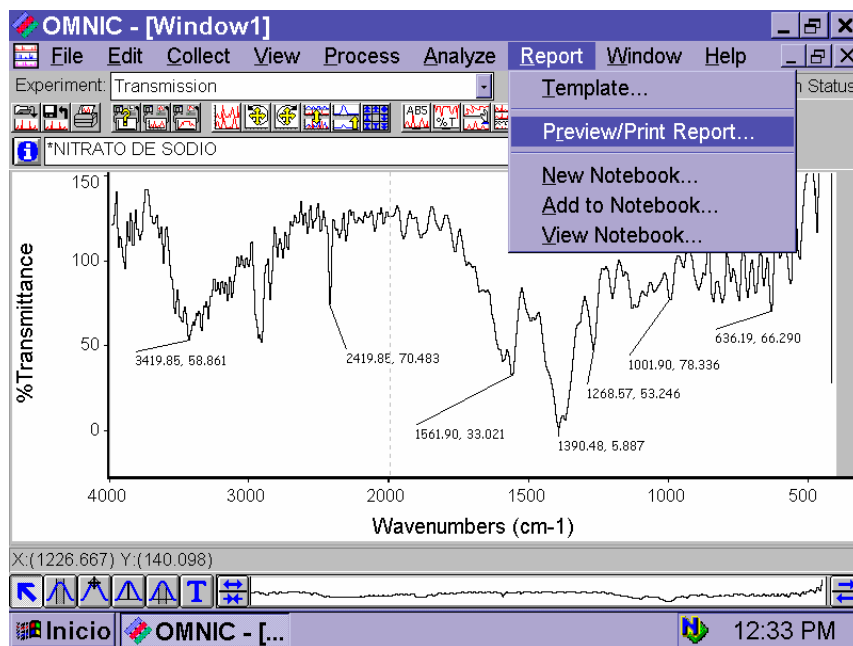 OMNIC - [Window1]
File Edit Collect View Process Analyze Report Window Help
Experiment: Transmission
n Status
Template...
Preview/Print Report...
New Notebook...
Add to Notebook...
View Notebook...
ABS %T
*NITRATO DE SODIO
%Transmittance
150
100
50
0
3419.85, 58.861
2419.85, 70.483
1561.90, 33.021
1390.48, 5.887
1268.57, 53.246
1001.90, 78.336
636.19, 66.290
4000 3000 2000 1500 1000 500
Wavenumbers (cm-1)
X:(1226.667) Y:(140.098)
T
Inicio OMNIC - [... N 12:33 PM